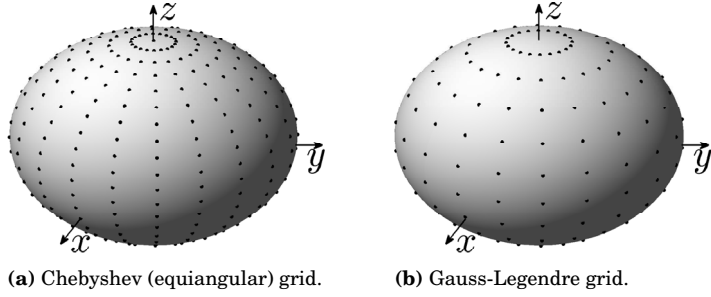 z
z
y
y
x
x
(a) Chebyshev (equiangular) grid.
(b) Gauss-Legendre grid.